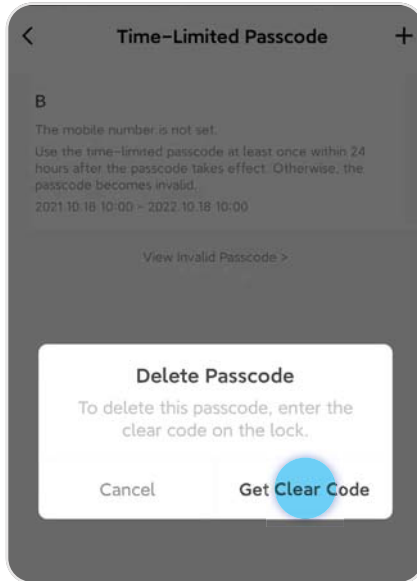 Time-Limited Passcode
B
The mobile number is not set.
Use the time-limited passcode at least once within 24
hours after the passcode takes effect. Otherwise, the
passcode becomes invalid.
2021.10.18 10:00 - 2022.10.18 10:00
View Invalid Passcode >
Delete Passcode
To delete this passcode, enter the
clear code on the lock.
Cancel
Get Clear Code